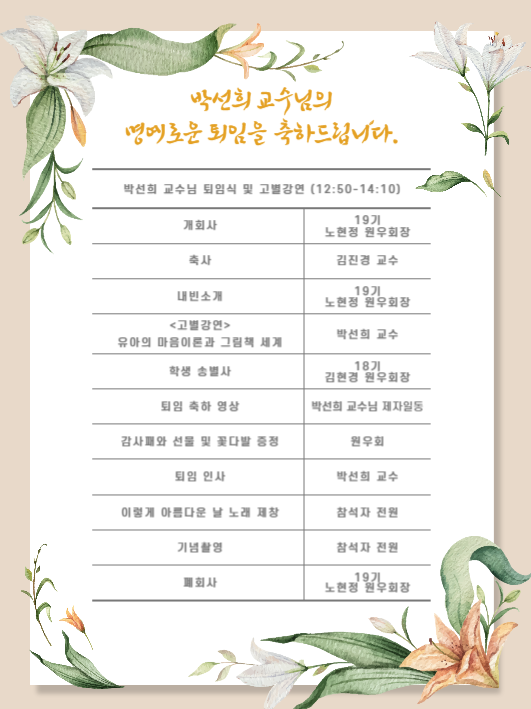 박선희 교수님의
명예로운 퇴임을 축하드립니다.
박선희 교수님 퇴임식 및 고별강연 (12:50-14:10)
개회사
19기
노현정 원우회장
축사
김진경 교수
내빈소개
19기
노현정 원우회장
<고별강연>
유아의 마음이론과 그림책 세계
박선희 교수
학생 송별사
18기
김현경 원우회장
퇴임 축하 영상
박선희 교수님 제자일동
감사패와 선물 및 꽃다발 증정
원우회
퇴임 인사
박선희 교수
이렇게 아름다운 날 노래 제창
참석자 전원
기념촬영
참석자 전원
폐회사
19기
노현정 원우회장